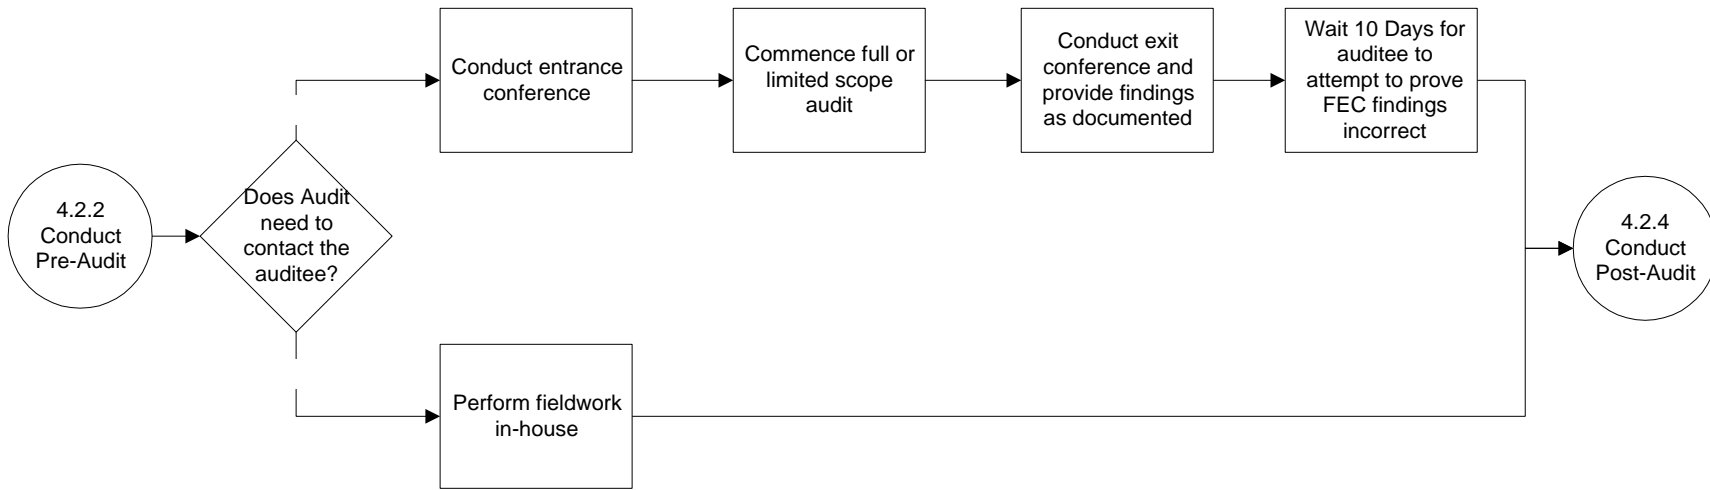 4.2.2
Conduct
Pre-Audit
Does Audit
need to
contact the
auditee?
Conduct entrance
conference
Commence full or
limited scope
audit
Conduct exit
conference and
provide findings
as documented
Wait 10 Days for
auditee to
attempt to prove
FEC findings
incorrect
Perform fieldwork
in-house
4.2.4
Conduct
Post-Audit